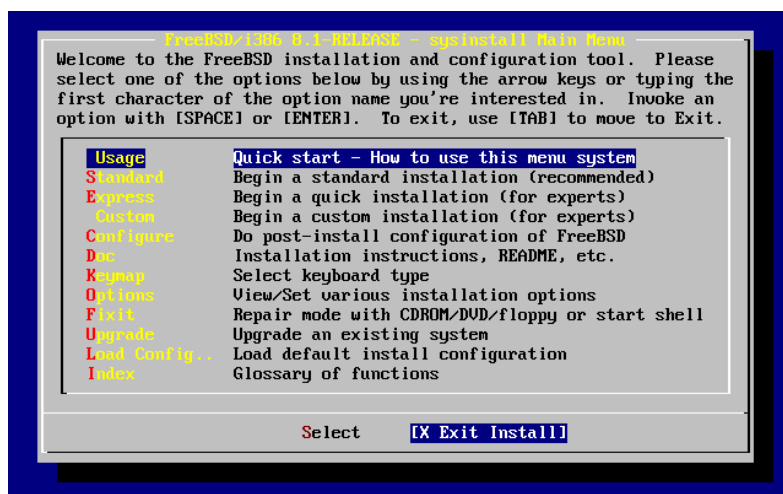 FreeBSD/i386 8.1-RELEASE - sysinstall Main Menu
Welcome to the FreeBSD installation and configuration tool.  Please
select one of the options below by using the arrow keys or typing the
first character of the option name you're interested in.  Invoke an
option with [SPACE] or [ENTER].  To exit, use [TAB] to move to Exit.
Usage Quick start - How to use this menu system
Standard Begin a standard installation (recommended)
Express Begin a quick installation (for experts)
Custom Begin a custom installation (for experts)
Configure Do post-install configuration of FreeBSD
Doc Installation instructions, README, etc.
Keymap Select keyboard type
Options View/Set various installation options
Fixit Repair mode with CDROM/DVD/floppy or start shell
Upgrade Upgrade an existing system
Load Config.. Load default install configuration
Index Glossary of functions
Select [X Exit Install]